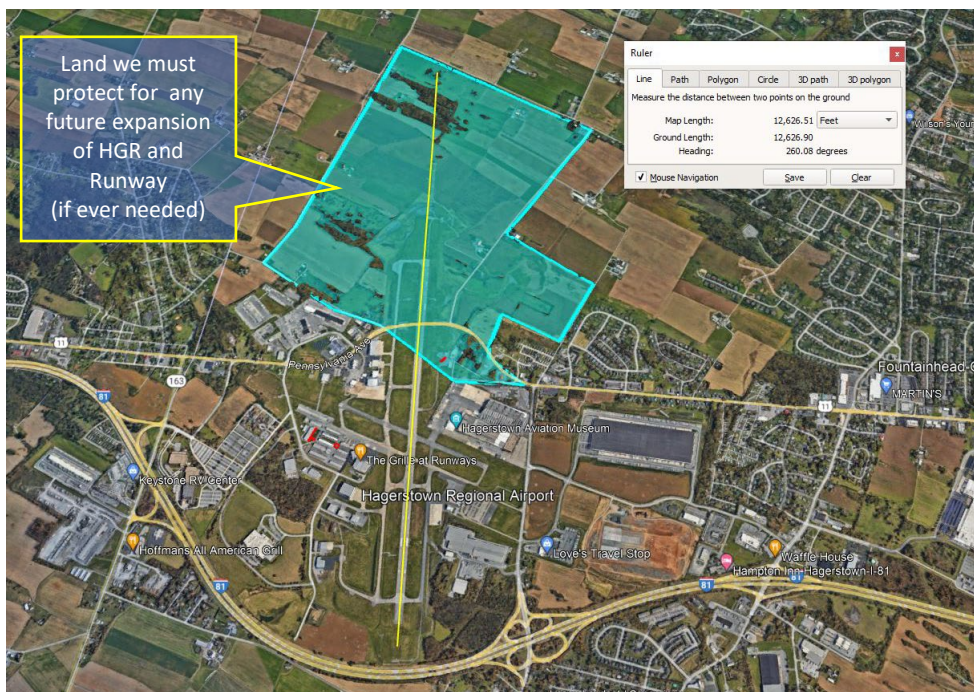 Land we must
protect for any
future expansion
of HGR and
Runway
(if ever needed)
Ruler
x
Line Path Polygon Circle 3D path 3D polygon
Measure the distance between two points on the ground
Map Length: 12,626.51 Feet
Ground Length: 12,626.90
Heading: 260.08 degrees
Mouse Navigation Save Clear
Wilson's Your
11
Pennsylvania Ave
163
81
Fountainhead-O
MARTIN'S
11
Hagerstown Aviation Museum
The Grille at Runways
Keystone RV Center
Hagerstown Regional Airport
Hoffmans All American Grill
Love's Travel Stop
Waffle House
Hampton Inn-Hagerstown-I-81
81
81
81